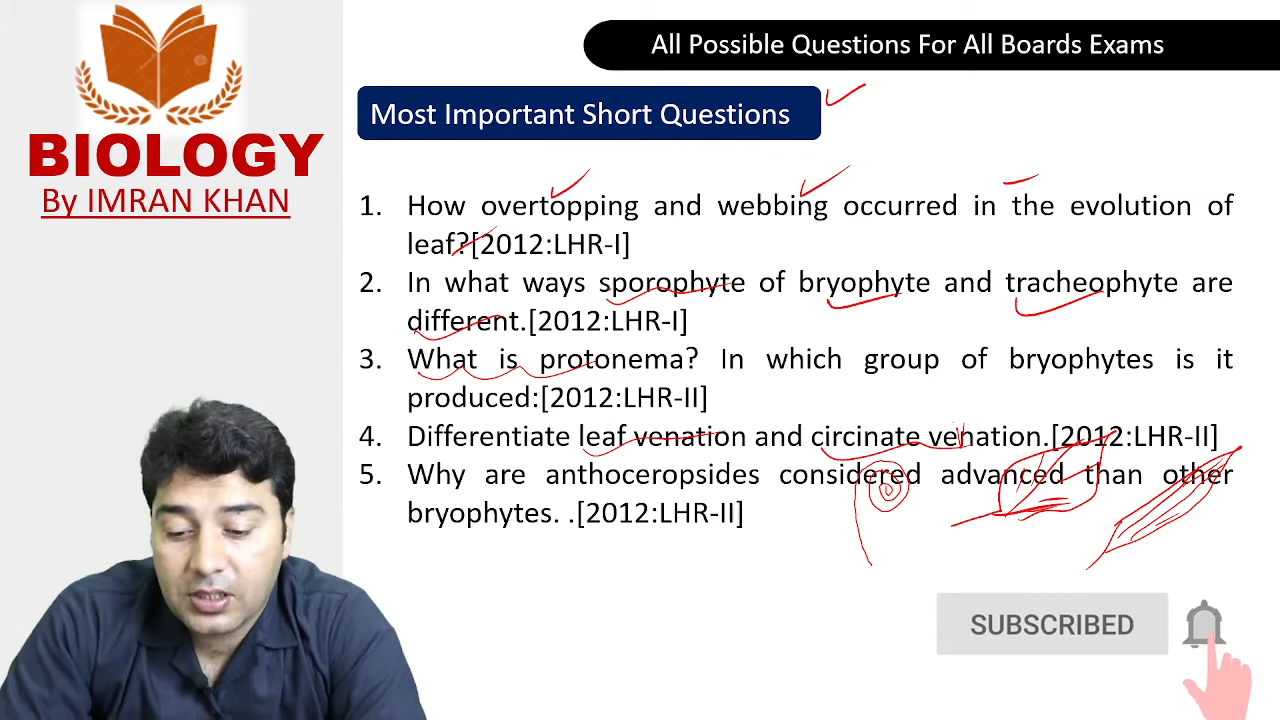 All Possible Questions For All Boards Exams
Most Important Short Questions
BIOLOGY
By IMRAN KHAN
1. How overtopping and webbing occurred in the evolution of
leaf?[2012:LHR-I]
2. In what ways sporophyte of bryophyte and tracheophyte are
different.[2012:LHR-I]
3. What is protonema? In which group of bryophytes is it
produced:[2012:LHR-II]
4. Differentiate leaf venation and circinate venation.[2012:LHR-II]
5. Why are anthoceropsides considered advanced than other
bryophytes. .[2012:LHR-II]
SUBSCRIBED